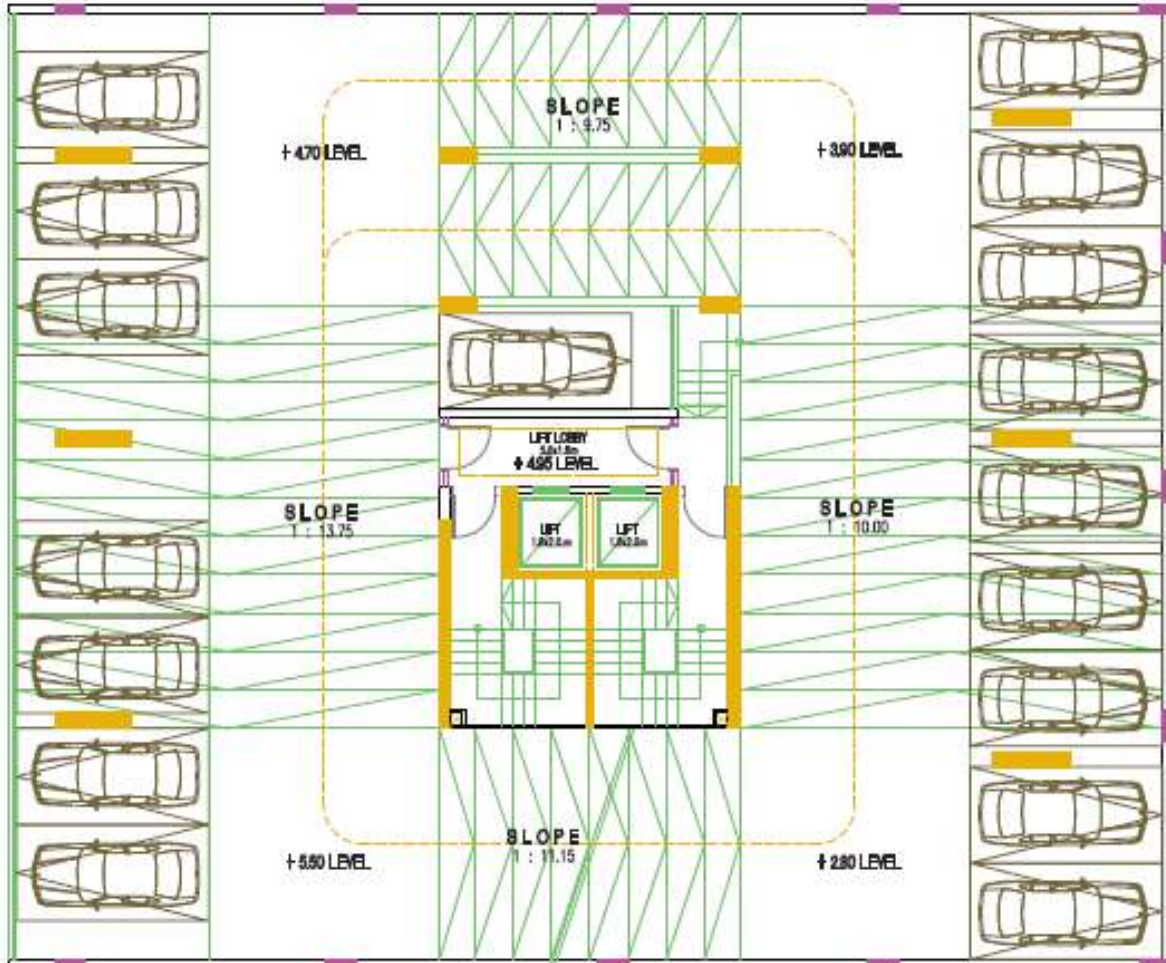 SLOPE
1 : 9.75
+ 4.70 LEVEL
+ 3.90 LEVEL
LIFT LOBBY
+ 4.95 LEVEL
SLOPE
1 : 13.75
SLOPE
1 : 10.00
LIFT
LIFT
SLOPE
1 : 11.15
+ 5.50 LEVEL
+ 2.80 LEVEL